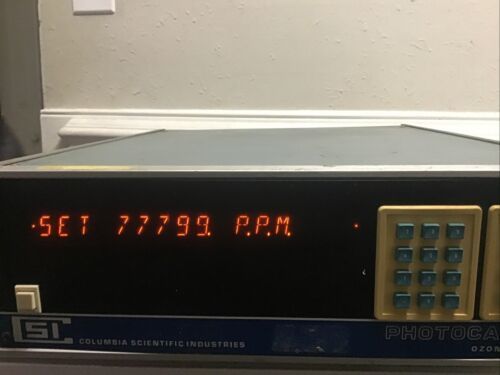 SET 77799. P.P.M.
CSI COLUMBIA SCIENTIFIC INDUSTRIES
PHOTOCA
OZON